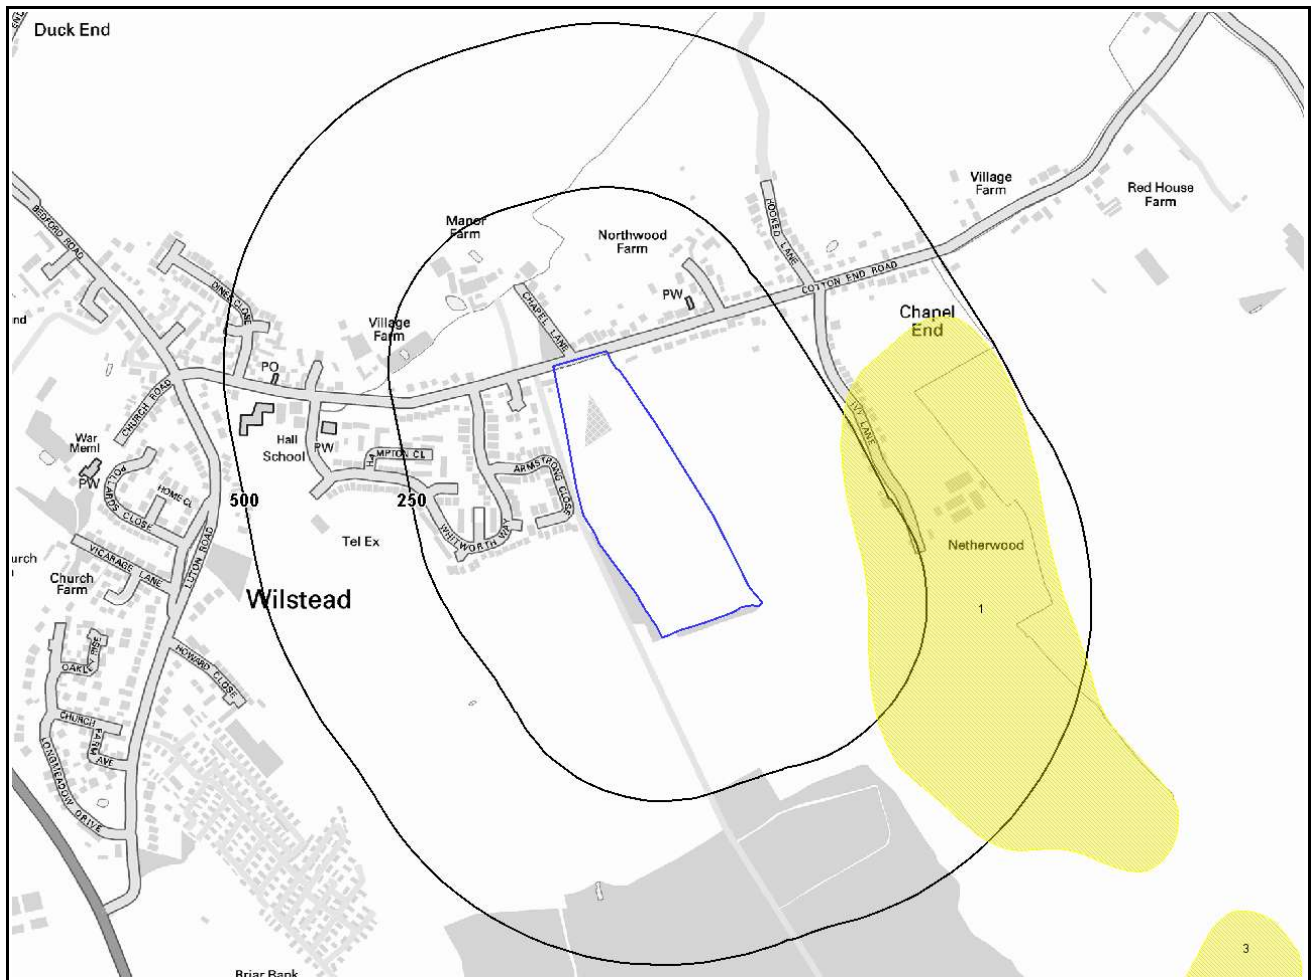 Duck End
Village
Farm
Red House
Farm
BEDFORD ROAD
Manor
Farm
HOOKED LANE
Northwood
Farm
COTTON END ROAD
DINES CLOSE
PW
CHAPEL LANE
Chapel
End
nd
Village
Farm
PO
CHURCH ROAD
IVY LANE
War
Meml
PW
Hall
School
PW
HAMPTON CL
ARMSTRONG CLOSE
POLLARDS CLOSE
HOME CL
500
250
WHITWORTH WAY
Tel Ex
Netherwood
VICARAGE LANE
LUTON ROAD
urch
Church
Farm
Wilstead
1
OAKLEY RISE
HOWARD CLOSE
CHURCH FARM AVE
LONGMEADOW DRIVE
3
Briar Bank